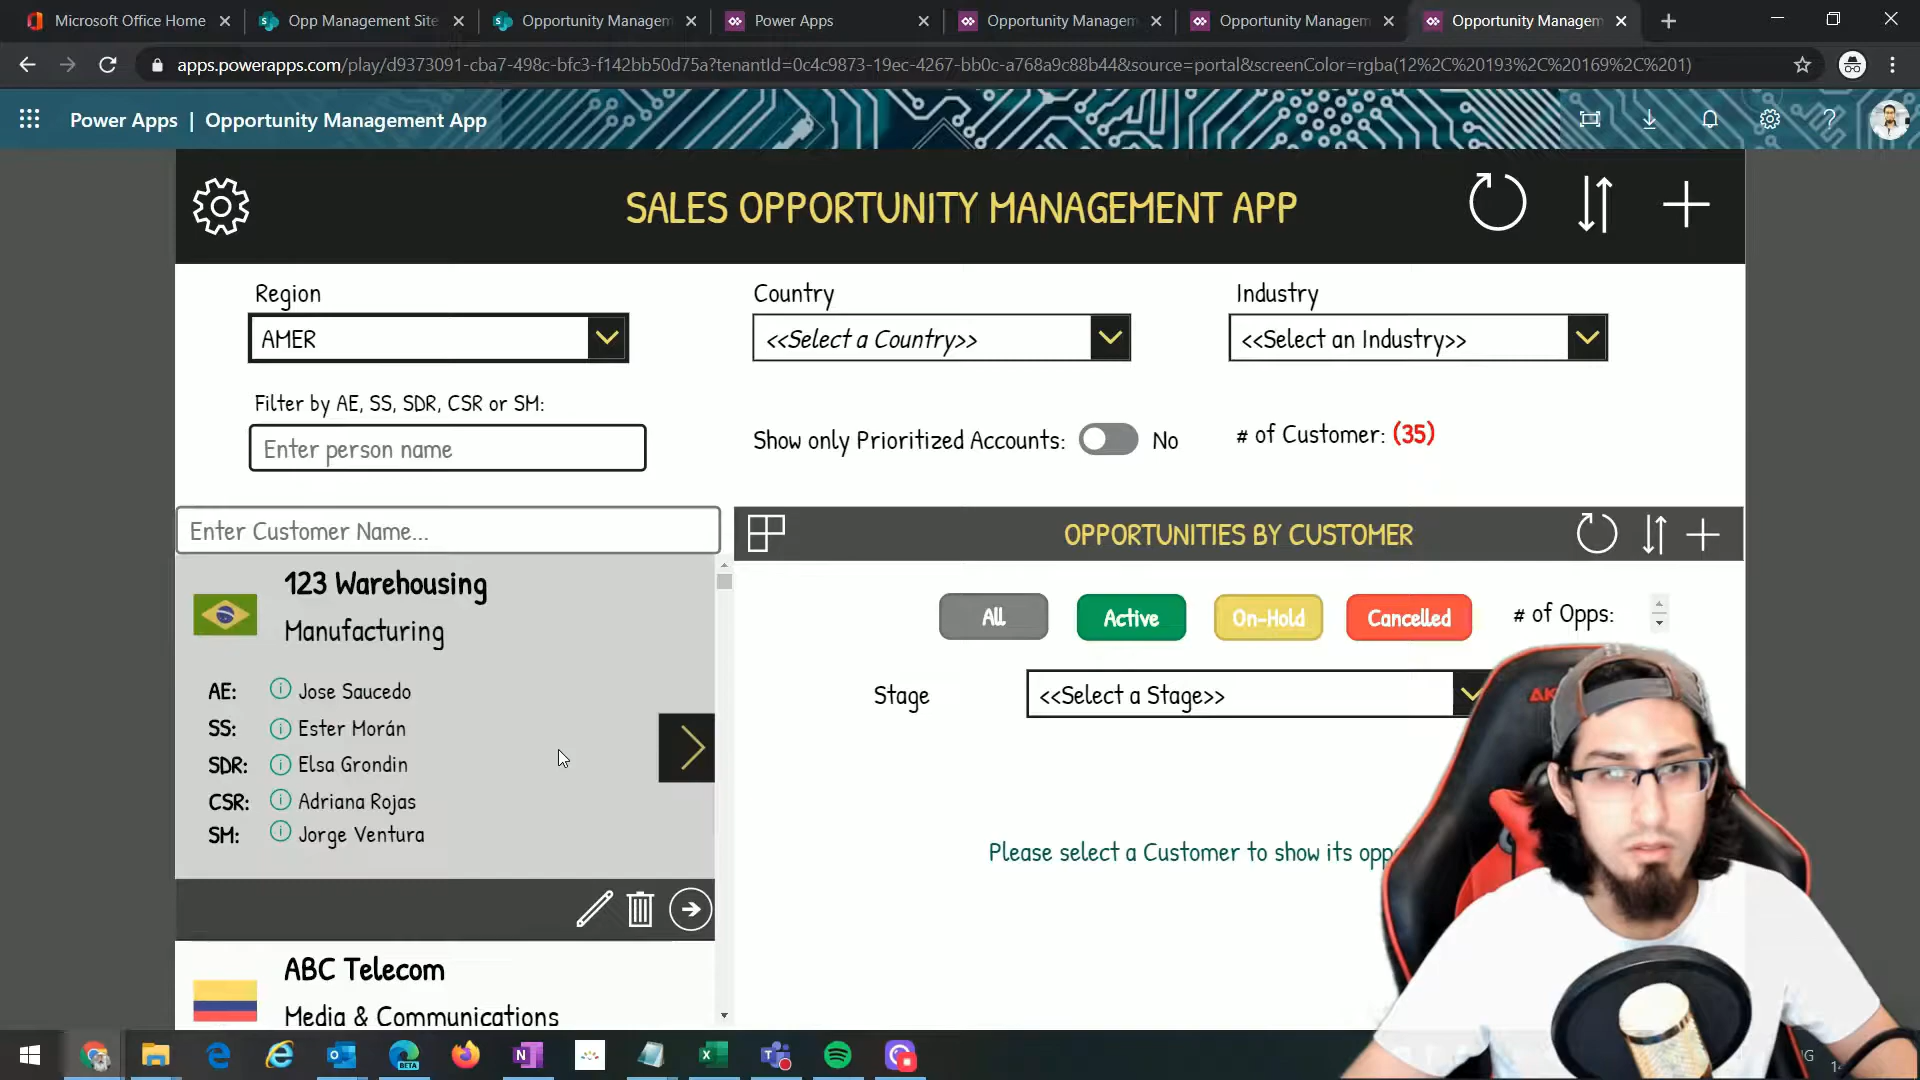 Microsoft Office Home
Opp Management Site
Opportunity Managem
Power Apps
Opportunity Managem
Opportunity Managem
Opportunity Managem
apps.powerapps.com/play/d9373091-cba7-498c-bfc3-f142bb50d75a?tenantId=0c4c9873-19ec-4267-bb0c-a768a9c88b44&source=portal&screenColor=rgba(12%2C%20193%2C%20169%2C%201)
Power Apps | Opportunity Management App
SALES OPPORTUNITY MANAGEMENT APP
Region
Country
Industry
AMER
<<Select a Country>>
<<Select an Industry>>
Filter by AE, SS, SDR, CSR or SM:
Enter person name
Show only Prioritized Accounts:
No
# of Customer: (35)
Enter Customer Name...
OPPORTUNITIES BY CUSTOMER
123 Warehousing
Manufacturing
AE: Jose Saucedo
SS: Ester Morán
SDR: Elsa Grondin
CSR: Adriana Rojas
SM: Jorge Ventura
All
Active
On-Hold
Cancelled
# of Opps:
Stage
<<Select a Stage>>
Please select a Customer to show its
ABC Telecom
Media & Communications
BETA